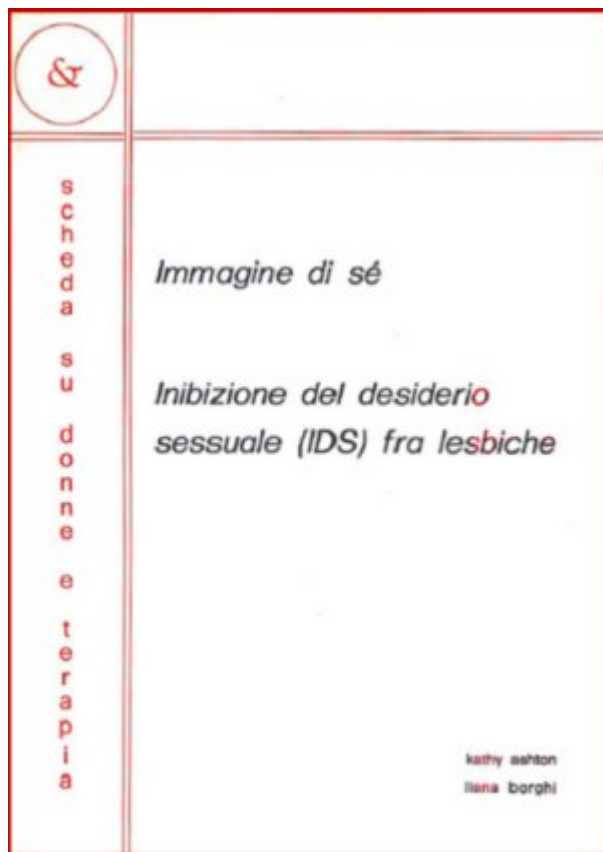 &
scheda su donne e terapia
Immagine di sé
Inibizione del desiderio
sessuale (IDS) fra lesbiche
kathy ashton
liana borghi